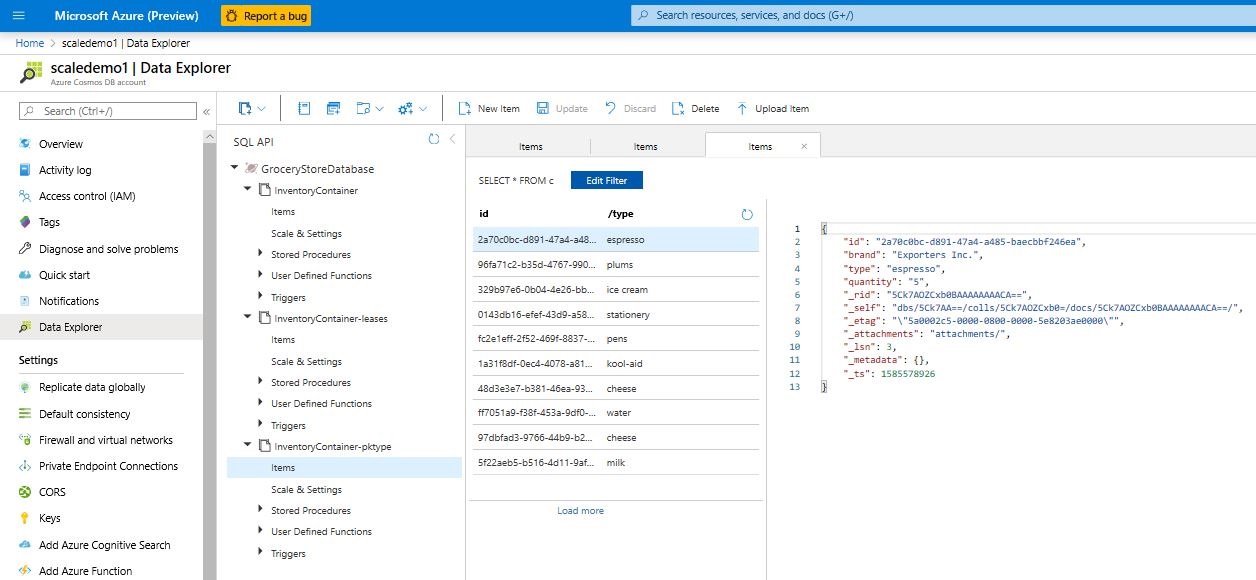 Microsoft Azure (Preview)
Report a bug
Search resources, services, and docs (G+/)
Home > scaledemo1 | Data Explorer
scaledemo1 | Data Explorer
Azure Cosmos DB account
Search (Ctrl+/)
«
Overview
Activity log
Access control (IAM)
Tags
Diagnose and solve problems
Quick start
Notifications
Data Explorer
Settings
Replicate data globally
Default consistency
Firewall and virtual networks
Private Endpoint Connections
CORS
Keys
Add Azure Cognitive Search
Add Azure Function
New Item
Update
Discard
Delete
Upload Item
SQL API
GroceryStoreDatabase
InventoryContainer
Items
Scale & Settings
Stored Procedures
User Defined Functions
Triggers
InventoryContainer-leases
Items
Scale & Settings
Stored Procedures
User Defined Functions
Triggers
InventoryContainer-pktype
Items
Scale & Settings
Stored Procedures
User Defined Functions
Triggers
Items
Items
Items
SELECT * FROM c
Edit Filter
id /type
2a70c0bc-d891-47a4-a48... espresso
96fa71c2-b35d-4767-990... plums
329b97e6-0b04-4e26-bb... ice cream
0143db16-efef-43d9-a58... stationery
fc2e1eff-2f52-469f-8837-... pens
1a31f8df-0ec4-4078-a81... kool-aid
48d3e3e7-b381-46ea-93... cheese
ff7051a9-f38f-453a-9df0-... water
97dbfad3-9766-44b9-b2... cheese
5f22aeb5-b516-4d11-9af... milk
Load more
1 {
2 "id": "2a70c0bc-d891-47a4-a485-baecbbf246ea",
3 "brand": "Exporters Inc.",
4 "type": "espresso",
5 "quantity": "5",
6 "_rid": "5Ck7AOZCxb0BAAAAAAAACA==",
7 "_self": "dbs/5Ck7AA==/colls/5Ck7AOZCxb0=/docs/5Ck7AOZCxb0BAAAAAAAACA==/",
8 "_etag": "\"5a0002c5-0000-0800-0000-5e8203ae0000\"",
9 "_attachments": "attachments/",
10 "_lsn": 3,
11 "_metadata": {},
12 "_ts": 1585578926
13 }